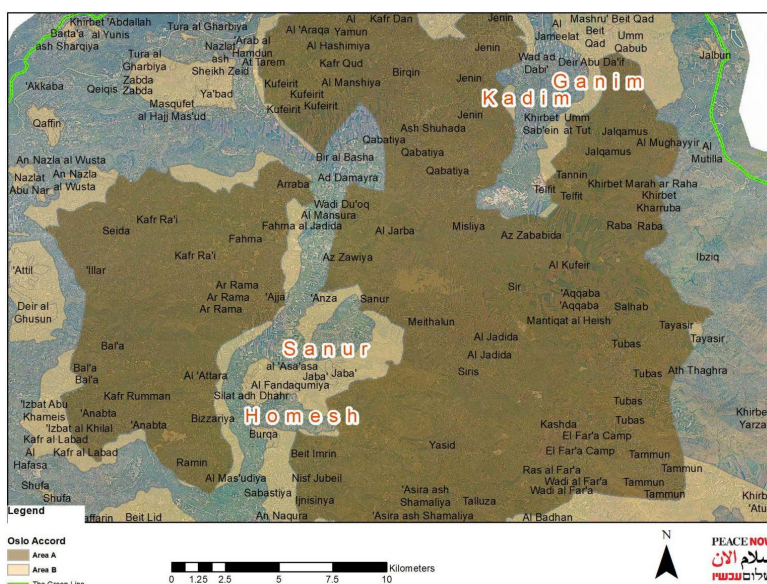 Khirbet 'Abdallah
al Yunis
Barta'a
ash Sharqiya
Tura al Gharbiya
Tura al
Gharbiya
Nazlat
ash
Sheikh Zeid
'Arab al
Hamdun
At Tarem
Al
'Araqa
Kafr Dan
Yamun
Al Hashimiya
Jenin
Al
Jameelat
Mashru' Beit Qad
Beit
Qad
Umm
Qabub
Jalbun
'Akkaba
Qeiqis
Zabda
Zabda
Ya'bad
Masqufet
al Hajj Mas'ud
Kufeirit
Kufeirit
Kufeirit
Kafr Qud
Al Manshiya
Birqin
Jenin
Jenin
Jenin
Wad ad
Dabi'
Deir Abu Da'if
Ganim
Kadim
Qaffin
Ash Shuhada
Khirbet
Sab'ein
Umm
at Tut
Jalqamus
Jalqamus
Al Mughayyir
Al
Mutilla
An Nazla al Wusta
Nazlat
Abu Nar
An Nazla
al Wusta
Bir al Basha
Qabatiya
Qabatiya
Qabatiya
Arraba
Ad Damayra
Tannin
Telfit
Telfit
Khirbet Marah ar Raha
Khirbet
Kharruba
Wadi Du'oq
Al Mansura
Fahma al Jadida
Kafr Ra'i
Seida
Fahma
Al Jarba
Misliya
Az Zababida
Raba
Raba
Kafr Ra'i
Az Zawiya
Ibziq
'Attil
'Illar
Al Kufeir
Deir al
Ghusun
Ar Rama
Ar Rama
Ar Rama
'Ajja
'Anza
Sanur
Sir
'Aqqaba
'Aqqaba
Salhab
Meithalun
Mantiqat al Heish
Tayasir
Tayasir
Sanur
Al Jadida
Al Jadida
Tubas
Bal'a
Bal'a
Bal'a
al 'Asa'asa
Jaba'
Jaba'
Siris
Tubas
Ath Thaghra
Al 'Attara
Al Fandaqumiya
Silat adh Dhahr
Kafr Rumman
Tubas
'Izbat Abu
Khameis
'Anabta
'Anabta
Bizzariya
Homesh
Tubas
Khirbe
Yarza
'Izbat al Khilal
Kafr al Labad
Kafr al Labad
Burqa
Kashda
El Far'a Camp
El Far'a Camp
Al
Hafasa
Yasid
Beit Imrin
Tammun
Tammun
Tammun
Tammun
Ramin
Ras al Far'a
Wadi al Far'a
Wadi al Far'a
Shufa
Shufa
Al Mas'udiya
Nisf Jubeil
Sabastiya
Ijnisinya
'Asira ash
Shamaliya
Talluza
Khirb
'Atu
Legend
affarin
Beit Lid
An Naqura
'Asira ash Shamaliya
Al Badhan
Oslo Accord
Area A
Area B
The Green Line
0 1.25 2.5 5 7.5 10
Kilometers
N
PEACE NOW